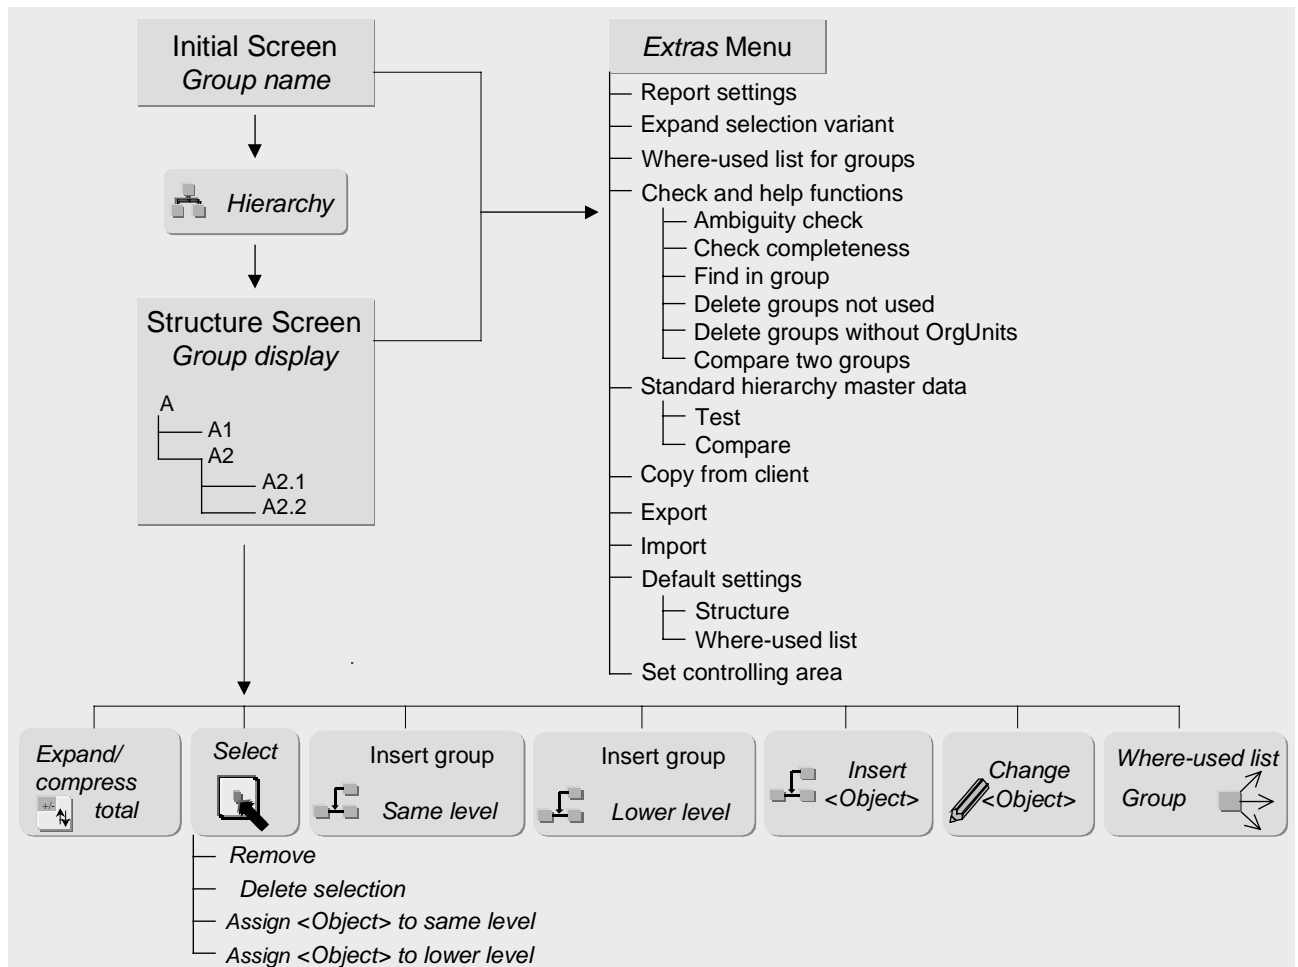 Initial Screen
Group name
Hierarchy
Structure Screen
Group display
A
A1
A2
A2.1
A2.2
Extras Menu
Report settings
Expand selection variant
Where-used list for groups
Check and help functions
Ambiguity check
Check completeness
Find in group
Delete groups not used
Delete groups without OrgUnits
Compare two groups
Standard hierarchy master data
Test
Compare
Copy from client
Export
Import
Default settings
Structure
Where-used list
Set controlling area
Expand/
compress
+/- total
Select
Insert group
Same level
Insert group
Lower level
Insert
<Object>
Change
<Object>
Where-used list
Group
Remove
Delete selection
Assign <Object> to same level
Assign <Object> to lower level